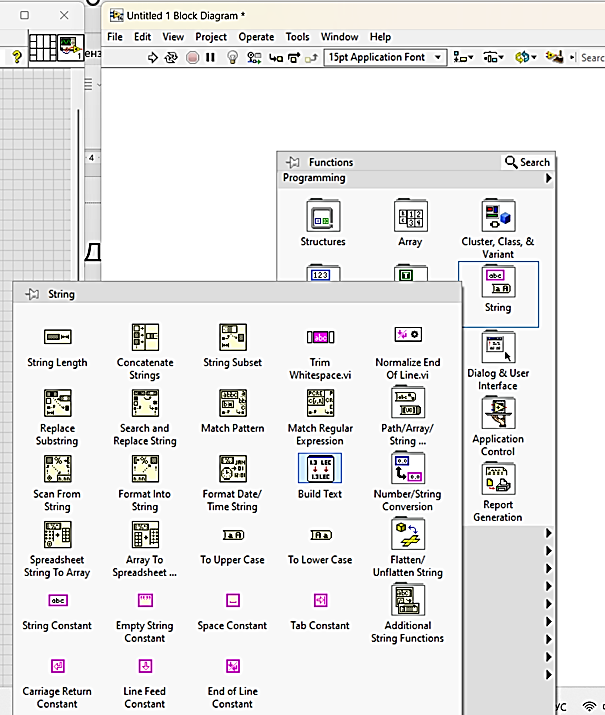 Untitled 1 Block Diagram *
File Edit View Project Operate Tools Window Help
15pt Application Font
Searc
4
Д
Functions
Search
Programming
Structures
Array
Cluster, Class, &
Variant
String
Dialog & User
Interface
Application
Control
Report
Generation
String
String Length
Concatenate
Strings
String Subset
Trim
Whitespace.vi
Normalize End
Of Line.vi
Replace
Substring
Search and
Replace String
Match Pattern
Match Regular
Expression
Path/Array/
String ...
Scan From
String
Format Into
String
Format Date/
Time String
Build Text
Number/String
Conversion
Spreadsheet
String To Array
Array To
Spreadsheet ...
To Upper Case
To Lower Case
Flatten/
Unflatten String
String Constant
Empty String
Constant
Space Constant
Tab Constant
Additional
String Functions
Carriage Return
Constant
Line Feed
Constant
End of Line
Constant